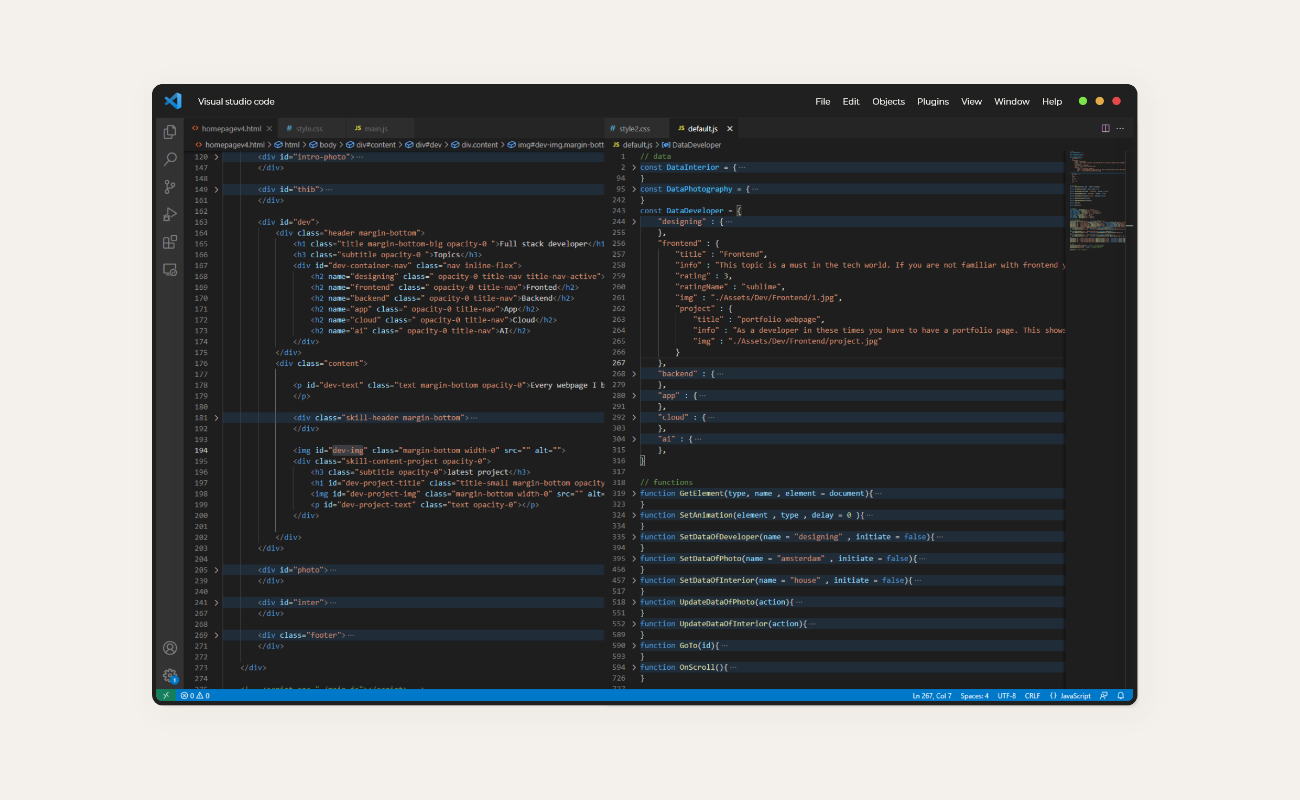 Visual studio code
File Edit Objects Plugins View Window Help
homepagev4.html style.css main.js
homepagev4.html > html > body > div#content > div#dev > div.content > img#dev-img.margin-bott
120 <div id="intro-photo">
147 </div>
148
149 <div id="thib">
161 </div>
162
163 <div id="dev">
164 <div class="header margin-bottom">
165 <h1 class="title margin-bottom-big opacity-0 ">Full stack developer</h1
166 <h3 class="subtitle opacity-0 ">Topics</h3>
167 <div id="dev-container-nav" class="nav inline-flex">
168 <h2 name="designing" class=" opacity-0 title-nav title-nav-active">
169 <h2 name="frontend" class=" opacity-0 title-nav">Fronted</h2>
170 <h2 name="backend" class=" opacity-0 title-nav">Backend</h2>
171 <h2 name="app" class=" opacity-0 title-nav">App</h2>
172 <h2 name="cloud" class=" opacity-0 title-nav">Cloud</h2>
173 <h2 name="ai" class=" opacity-0 title-nav">AI</h2>
174 </div>
175 </div>
176 <div class="content">
177
178 <p id="dev-text" class="text margin-bottom opacity-0">Every webpage I b
179 </p>
180
181 <div class="skill-header margin-bottom">
192 </div>
193
194 <img id="dev-img" class="margin-bottom width-0" src="" alt="">
195 <div class="skill-content-project opacity-0">
196 <h3 class="subtitle opacity-0">latest project</h3>
197 <h1 id="dev-project-title" class="title-small margin-bottom opacity
198 <img id="dev-project-img" class="margin-bottom width-0" src="" alt=
199 <p id="dev-project-text" class="text opacity-0"></p>
200 </div>
201
202 </div>
203 </div>
204
205 <div id="photo">
239 </div>
240
241 <div id="inter">
267 </div>
268
269 <div class="footer">
271 </div>
272
273 </div>
274
style2.css default.js
default.js > DataDeveloper
1 // data
2 const DataInterior = {
94 }
95 const DataPhotography = {
242 }
243 const DataDeveloper = {
244 "designing" : {
255 },
256 "frontend" : {
257 "title" : "Frontend",
258 "info" : "This topic is a must in the tech world. If you are not familiar with frontend y
259 "rating" : 3,
260 "ratingName" : "sublime",
261 "img" : "./Assets/Dev/Frontend/1.jpg",
262 "project" : {
263 "title" : "portfolio webpage",
264 "info" : "As a developer in these times you have to have a portfolio page. This shows
265 "img" : "./Assets/Dev/Frontend/project.jpg"
266 }
267 },
268 "backend" : {
279 },
280 "app" : {
291 },
292 "cloud" : {
303 },
304 "ai" : {
315 },
316 }
317
318 // functions
319 function GetElement(type, name , element = document){
323 }
324 function SetAnimation(element , type , delay = 0 ){
334 }
335 function SetDataOfDeveloper(name = "designing" , initiate = false){
394 }
395 function SetDataOfPhoto(name = "amsterdam" , initiate = false){
456 }
457 function SetDataOfInterior(name = "house" , initiate = false){
517 }
518 function UpdateDataOfPhoto(action){
551 }
552 function UpdateDataOfInterior(action){
589 }
590 function GoTo(id){
593 }
594 function OnScroll(){
726 }
0 0 Ln 267, Col 7 Spaces: 4 UTF-8 CRLF {} JavaScript